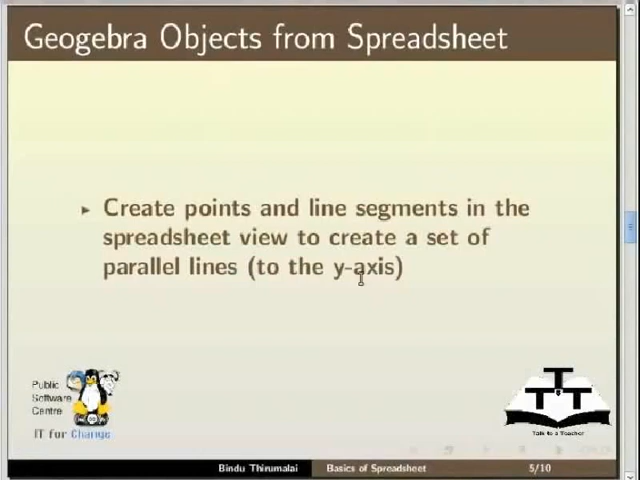 Geogebra Objects from Spreadsheet
Create points and line segments in the
spreadsheet view to create a set of
parallel lines (to the y-axis)
Public
Software
Centre
IT for Change
TTT
Talk to a Teacher
Bindu Thirumalai Basics of Spreadsheet 5/10